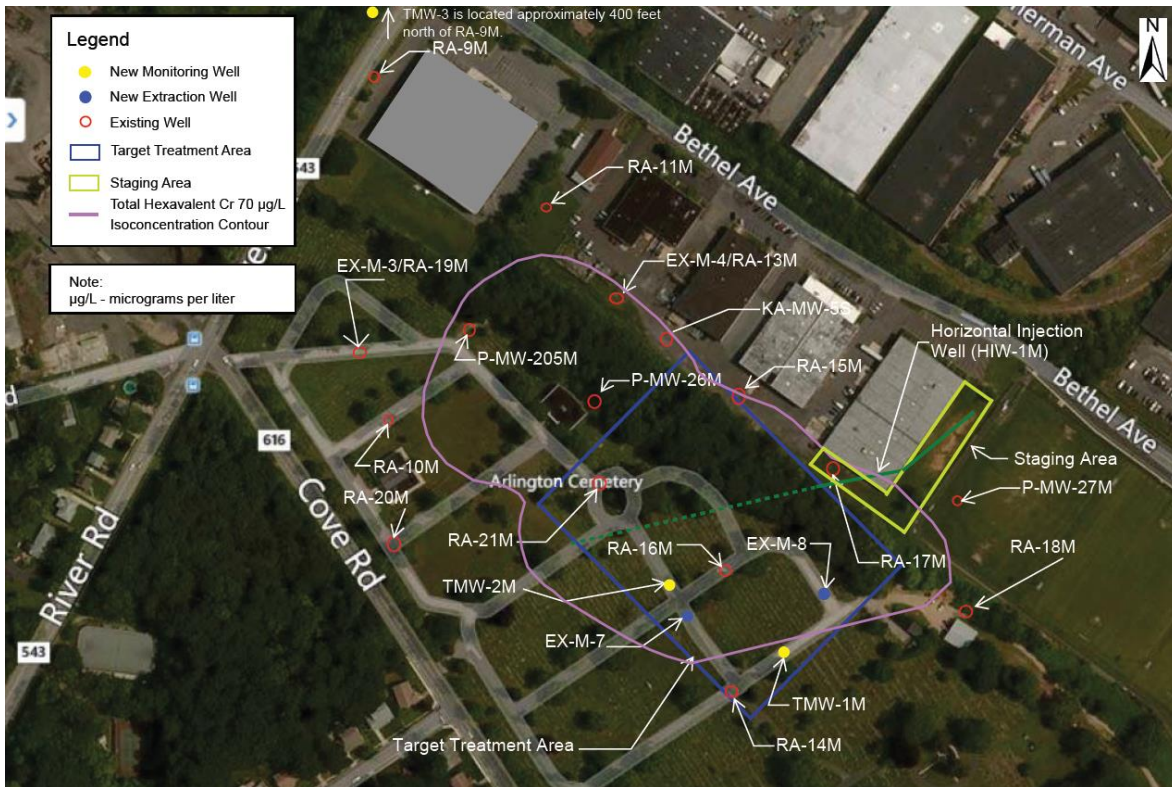 TMW-3 is located approximately 400 feet
north of RA-9M.
Legend
New Monitoring Well
New Extraction Well
Existing Well
Target Treatment Area
Staging Area
Total Hexavalent Cr 70 µg/L
Isoconcentration Contour
Note:
µg/L - micrograms per liter
N
RA-9M
herman Ave
Bethel Ave
543
RA-11M
EX-M-3/RA-19M
EX-M-4/RA-13M
KA-MW-5S
P-MW-205M
P-MW-26M
RA-15M
Horizontal Injection
Well (HIW-1M)
Bethel Ave
616
RA-10M
Arlington Cemetery
Staging Area
P-MW-27M
RA-20M
Cove Rd
RA-21M
RA-16M
EX-M-8
RA-17M
RA-18M
River Rd
TMW-2M
EX-M-7
543
TMW-1M
Target Treatment Area
RA-14M